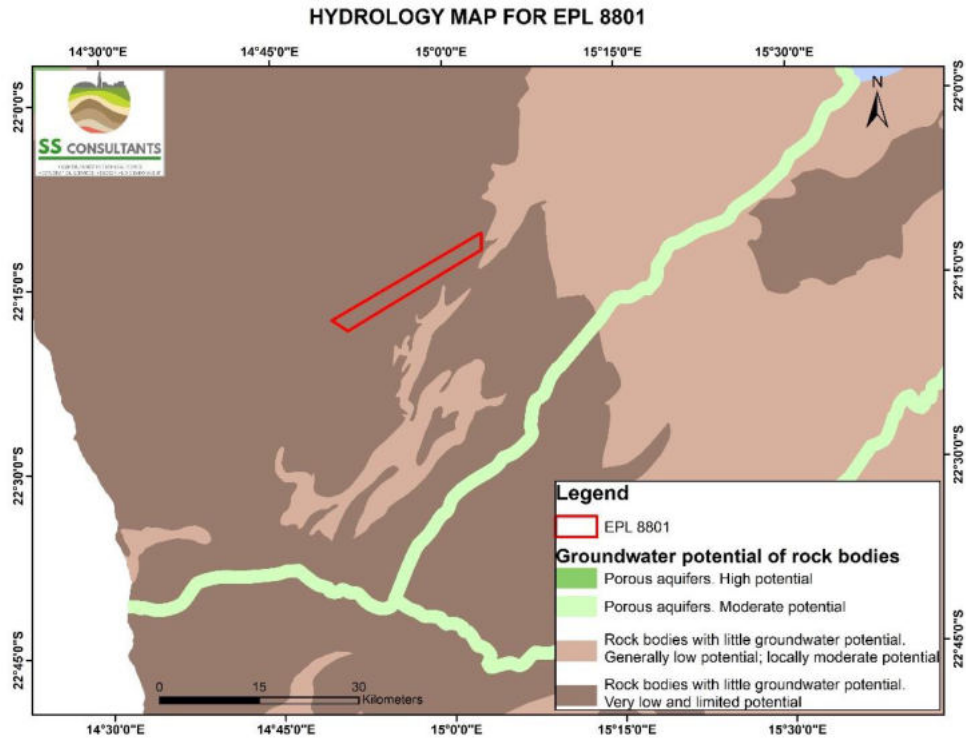 HYDROLOGY MAP FOR EPL 8801
14°30'0"E
14°45'0"E
15°0'0"E
15°15'0"E
15°30'0"E
22°0'0"S
22°0'0"S
N
SS CONSULTANTS
22°15'0"S
22°15'0"S
22°30'0"S
22°30'0"S
22°45'0"S
22°45'0"S
Legend
EPL 8801
Groundwater potential of rock bodies
Porous aquifers. High potential
Porous aquifers. Moderate potential
Rock bodies with little groundwater potential.
Generally low potential; locally moderate potential
Rock bodies with little groundwater potential.
Very low and limited potential
0 15 30
Kilometers
14°30'0"E
14°45'0"E
15°0'0"E
15°15'0"E
15°30'0"E